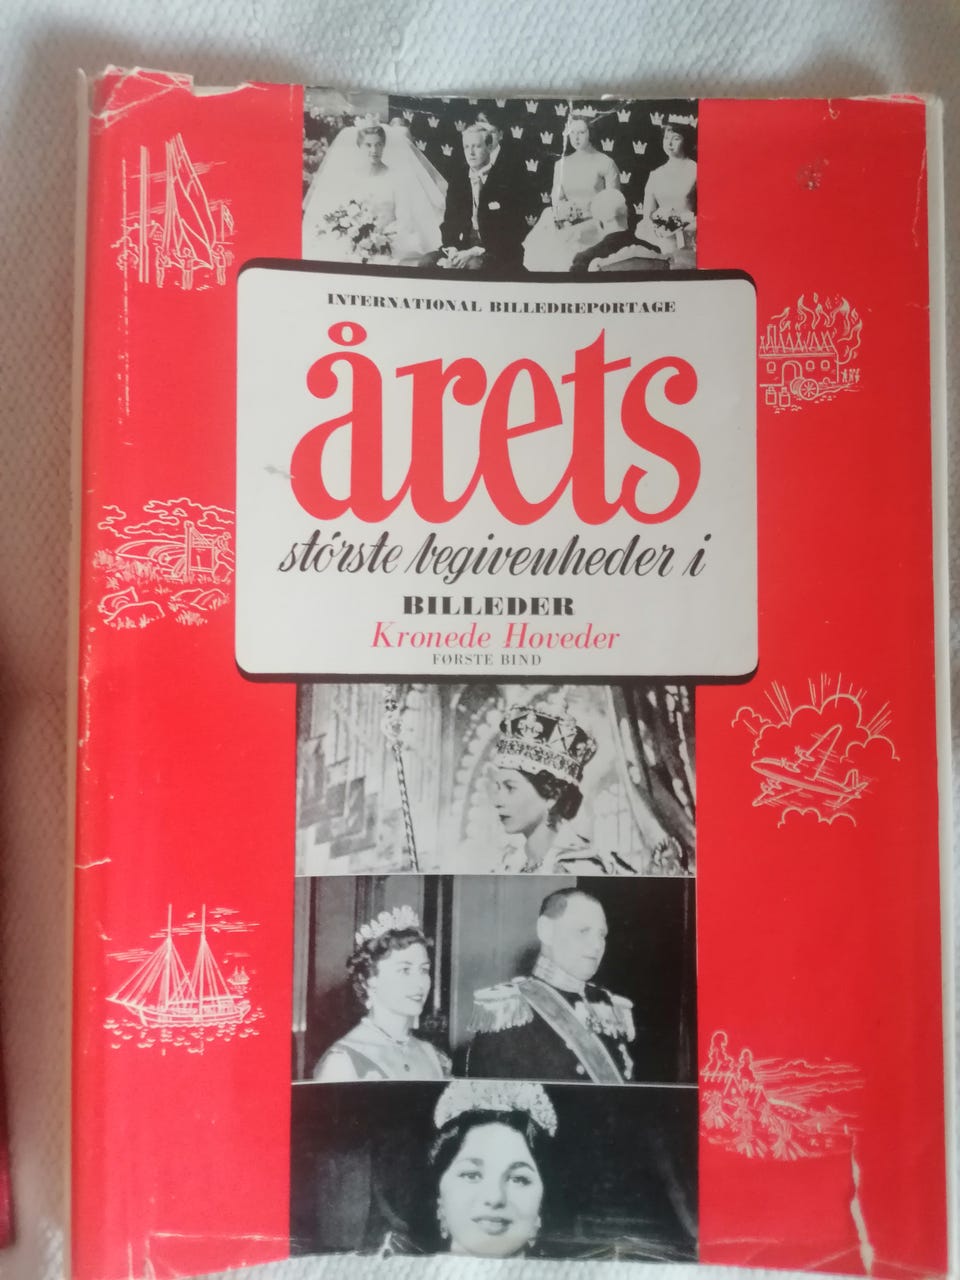 INTERNATIONAL BILLEDREPORTAGE
årets
største begivenheder i
BILLEDER
Kronede Hoveder
FØRSTE BIND